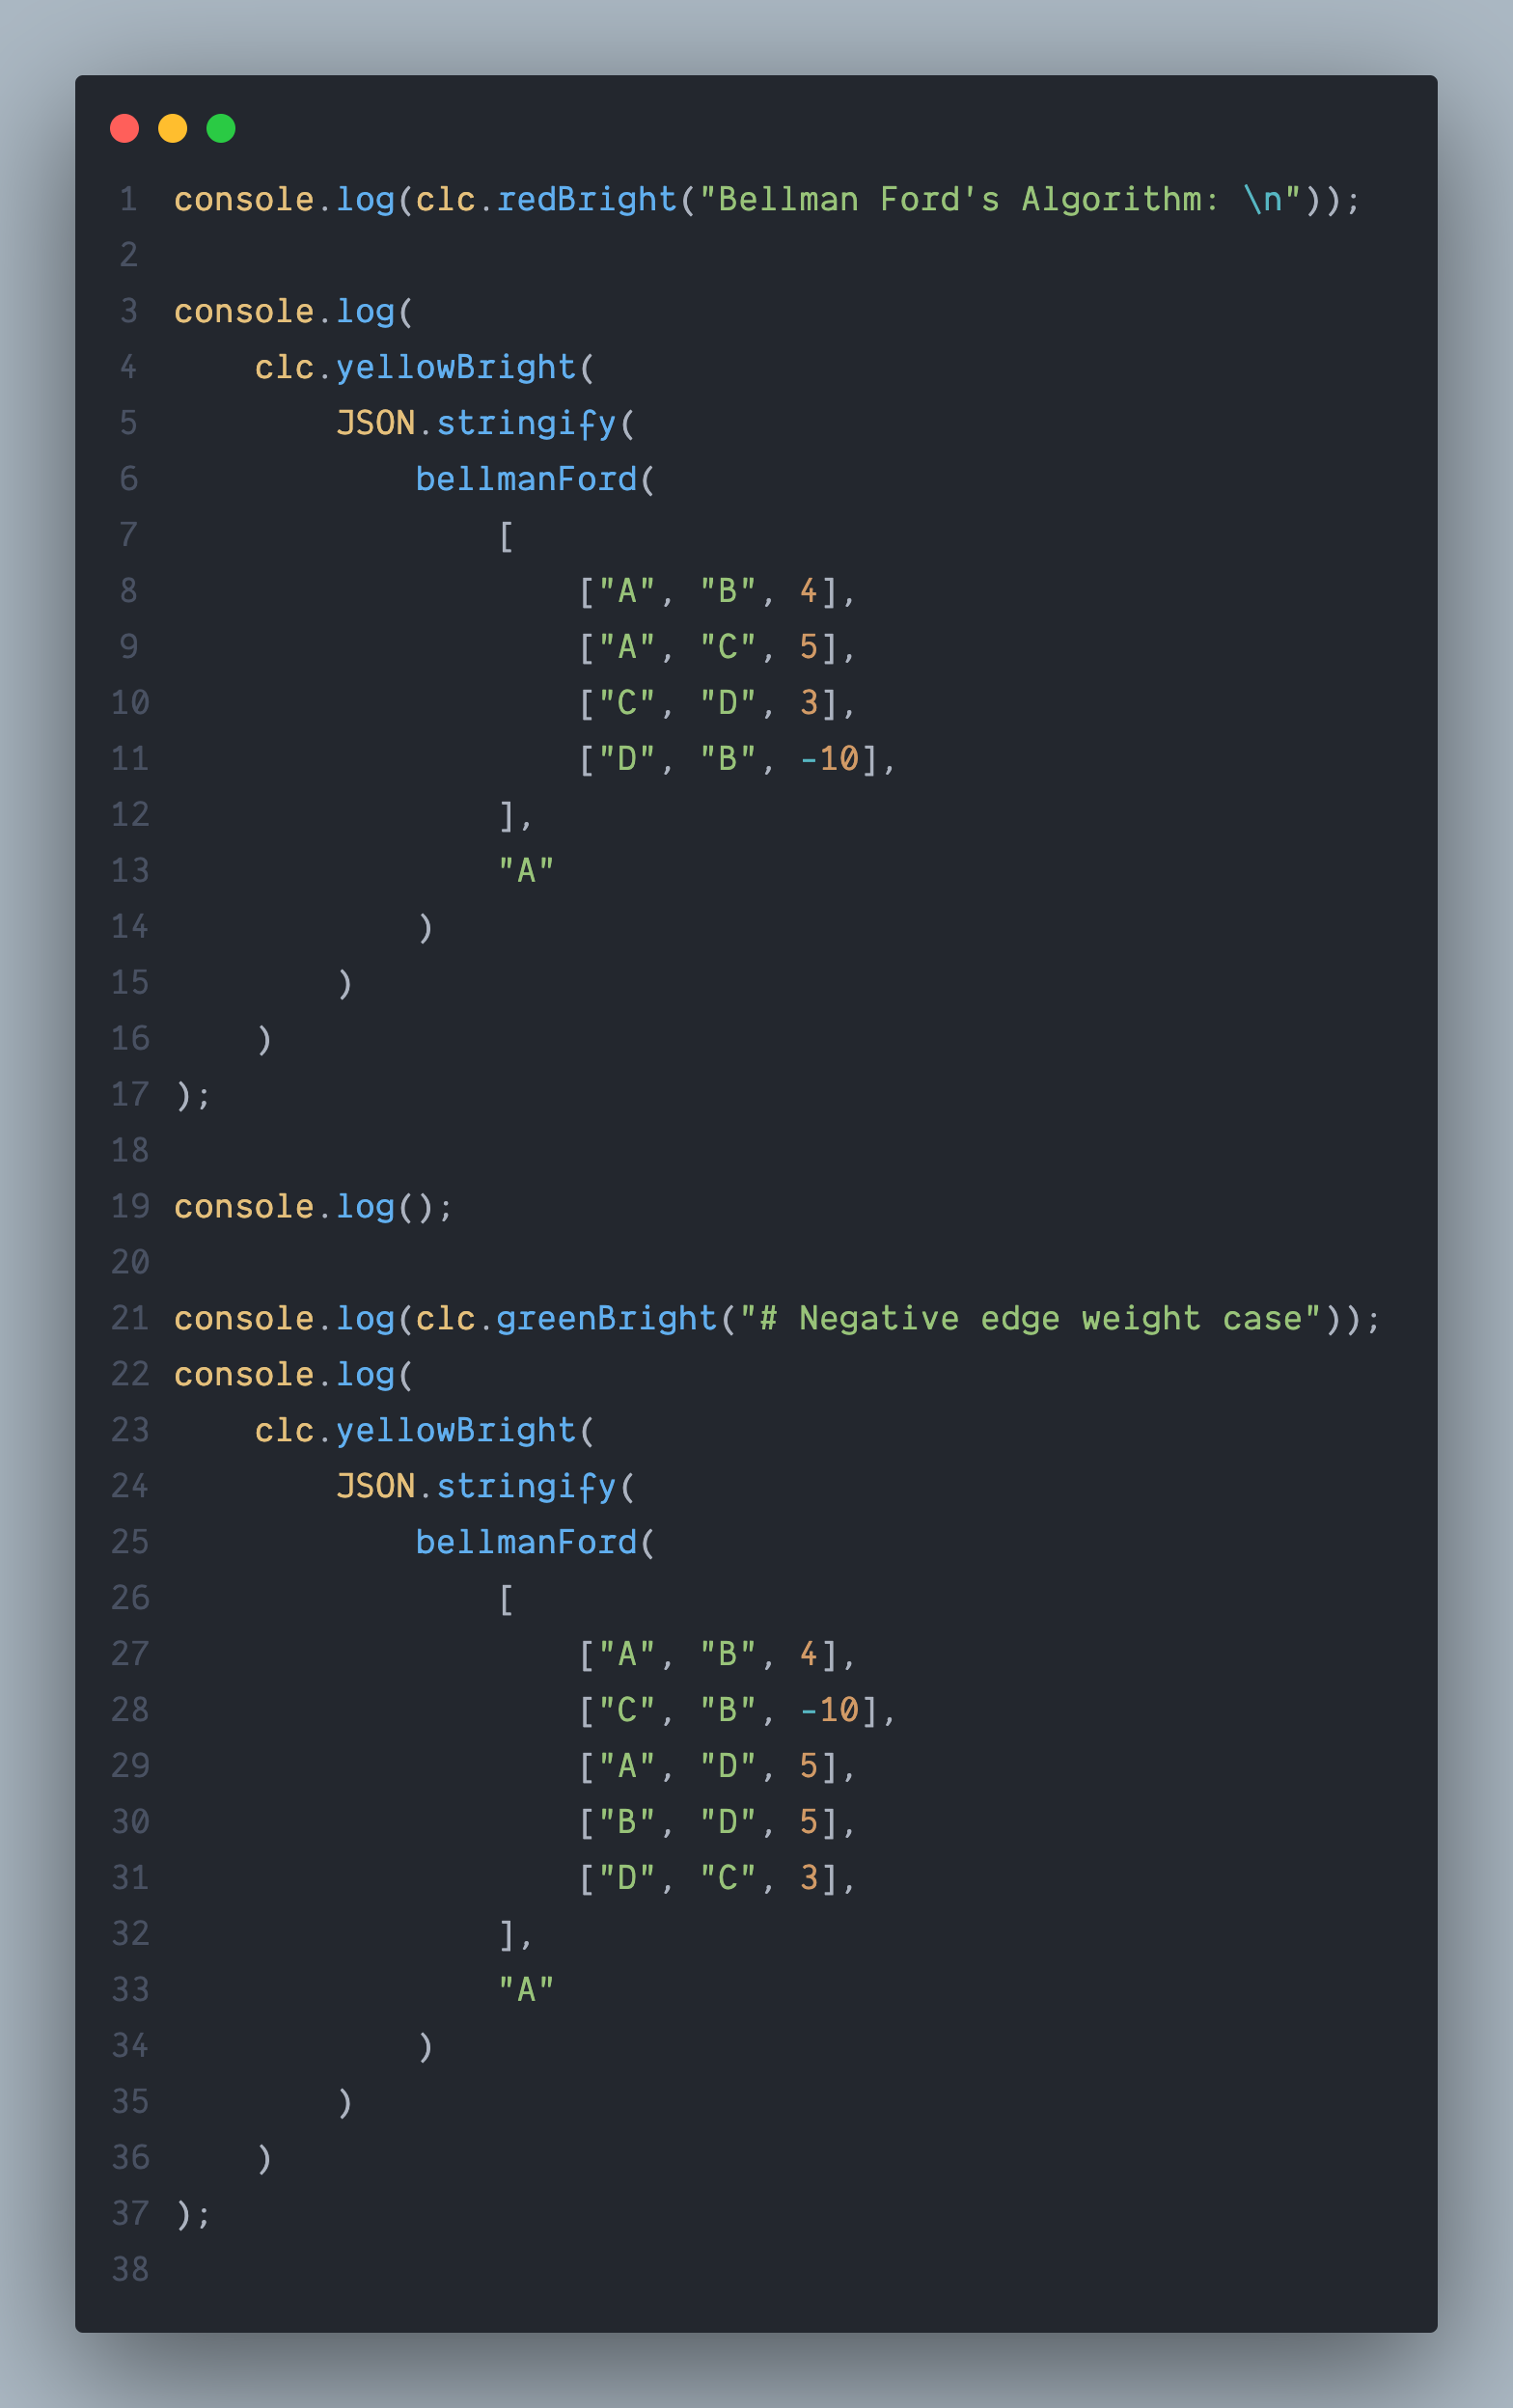 1 console.log(clc.redBright("Bellman Ford's Algorithm: \n"));
2
3 console.log(
4     clc.yellowBright(
5         JSON.stringify(
6             bellmanFord(
7                 [
8                     ["A", "B", 4],
9                     ["A", "C", 5],
10                     ["C", "D", 3],
11                     ["D", "B", -10],
12                 ],
13                 "A"
14             )
15         )
16     )
17 );
18
19 console.log();
20
21 console.log(clc.greenBright("# Negative edge weight case"));
22 console.log(
23     clc.yellowBright(
24         JSON.stringify(
25             bellmanFord(
26                 [
27                     ["A", "B", 4],
28                     ["C", "B", -10],
29                     ["A", "D", 5],
30                     ["B", "D", 5],
31                     ["D", "C", 3],
32                 ],
33                 "A"
34             )
35         )
36     )
37 );
38